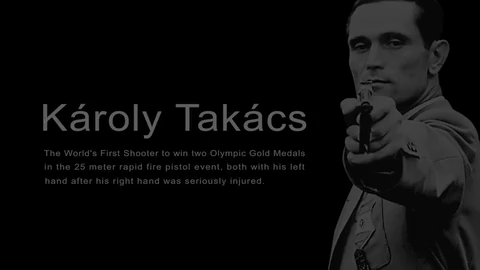 Károly Takács
The World's First Shooter to win two Olympic Gold Medals
in the 25 meter rapid fire pistol event, both with his left
hand after his right hand was seriously injured.